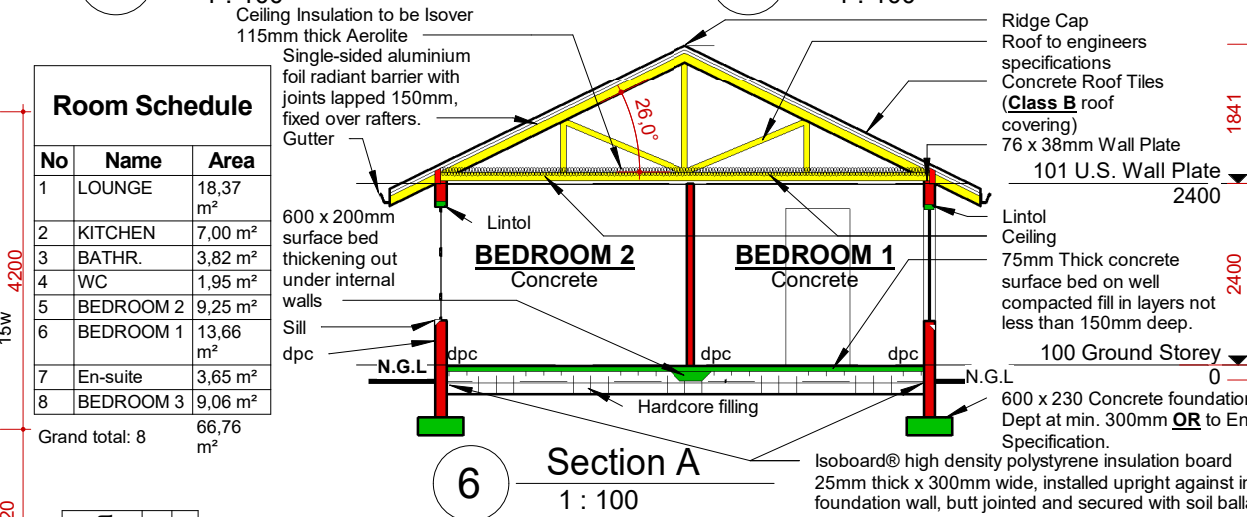 Ceiling Insulation to be Isover
115mm thick Aerolite
Single-sided aluminium
foil radiant barrier with
joints lapped 150mm,
fixed over rafters.
Gutter
Room Schedule
No Name Area
1 LOUNGE 18,37 m²
2 KITCHEN 7,00 m²
3 BATHR. 3,82 m²
4 WC 1,95 m²
5 BEDROOM 2 9,25 m²
6 BEDROOM 1 13,66 m²
7 En-suite 3,65 m²
8 BEDROOM 3 9,06 m²
Grand total: 8 66,76 m²
4200
15w
600 x 200mm
surface bed
thickening out
under internal
walls
Sill
dpc
N.G.L
26,0°
Lintol
BEDROOM 2
Concrete
BEDROOM 1
Concrete
dpc
dpc
dpc
Hardcore filling
Ridge Cap
Roof to engineers
specifications
Concrete Roof Tiles
(Class B roof
covering)
76 x 38mm Wall Plate
101 U.S. Wall Plate
2400
Lintol
Ceiling
75mm Thick concrete
surface bed on well
compacted fill in layers not
less than 150mm deep.
100 Ground Storey
0
N.G.L
1841
2400
600 x 230 Concrete foundation
Dept at min. 300mm OR to En
Specification.
6
Section A
1 : 100
Isoboard® high density polystyrene insulation board
25mm thick x 300mm wide, installed upright against
foundation wall, butt jointed and secured with soil